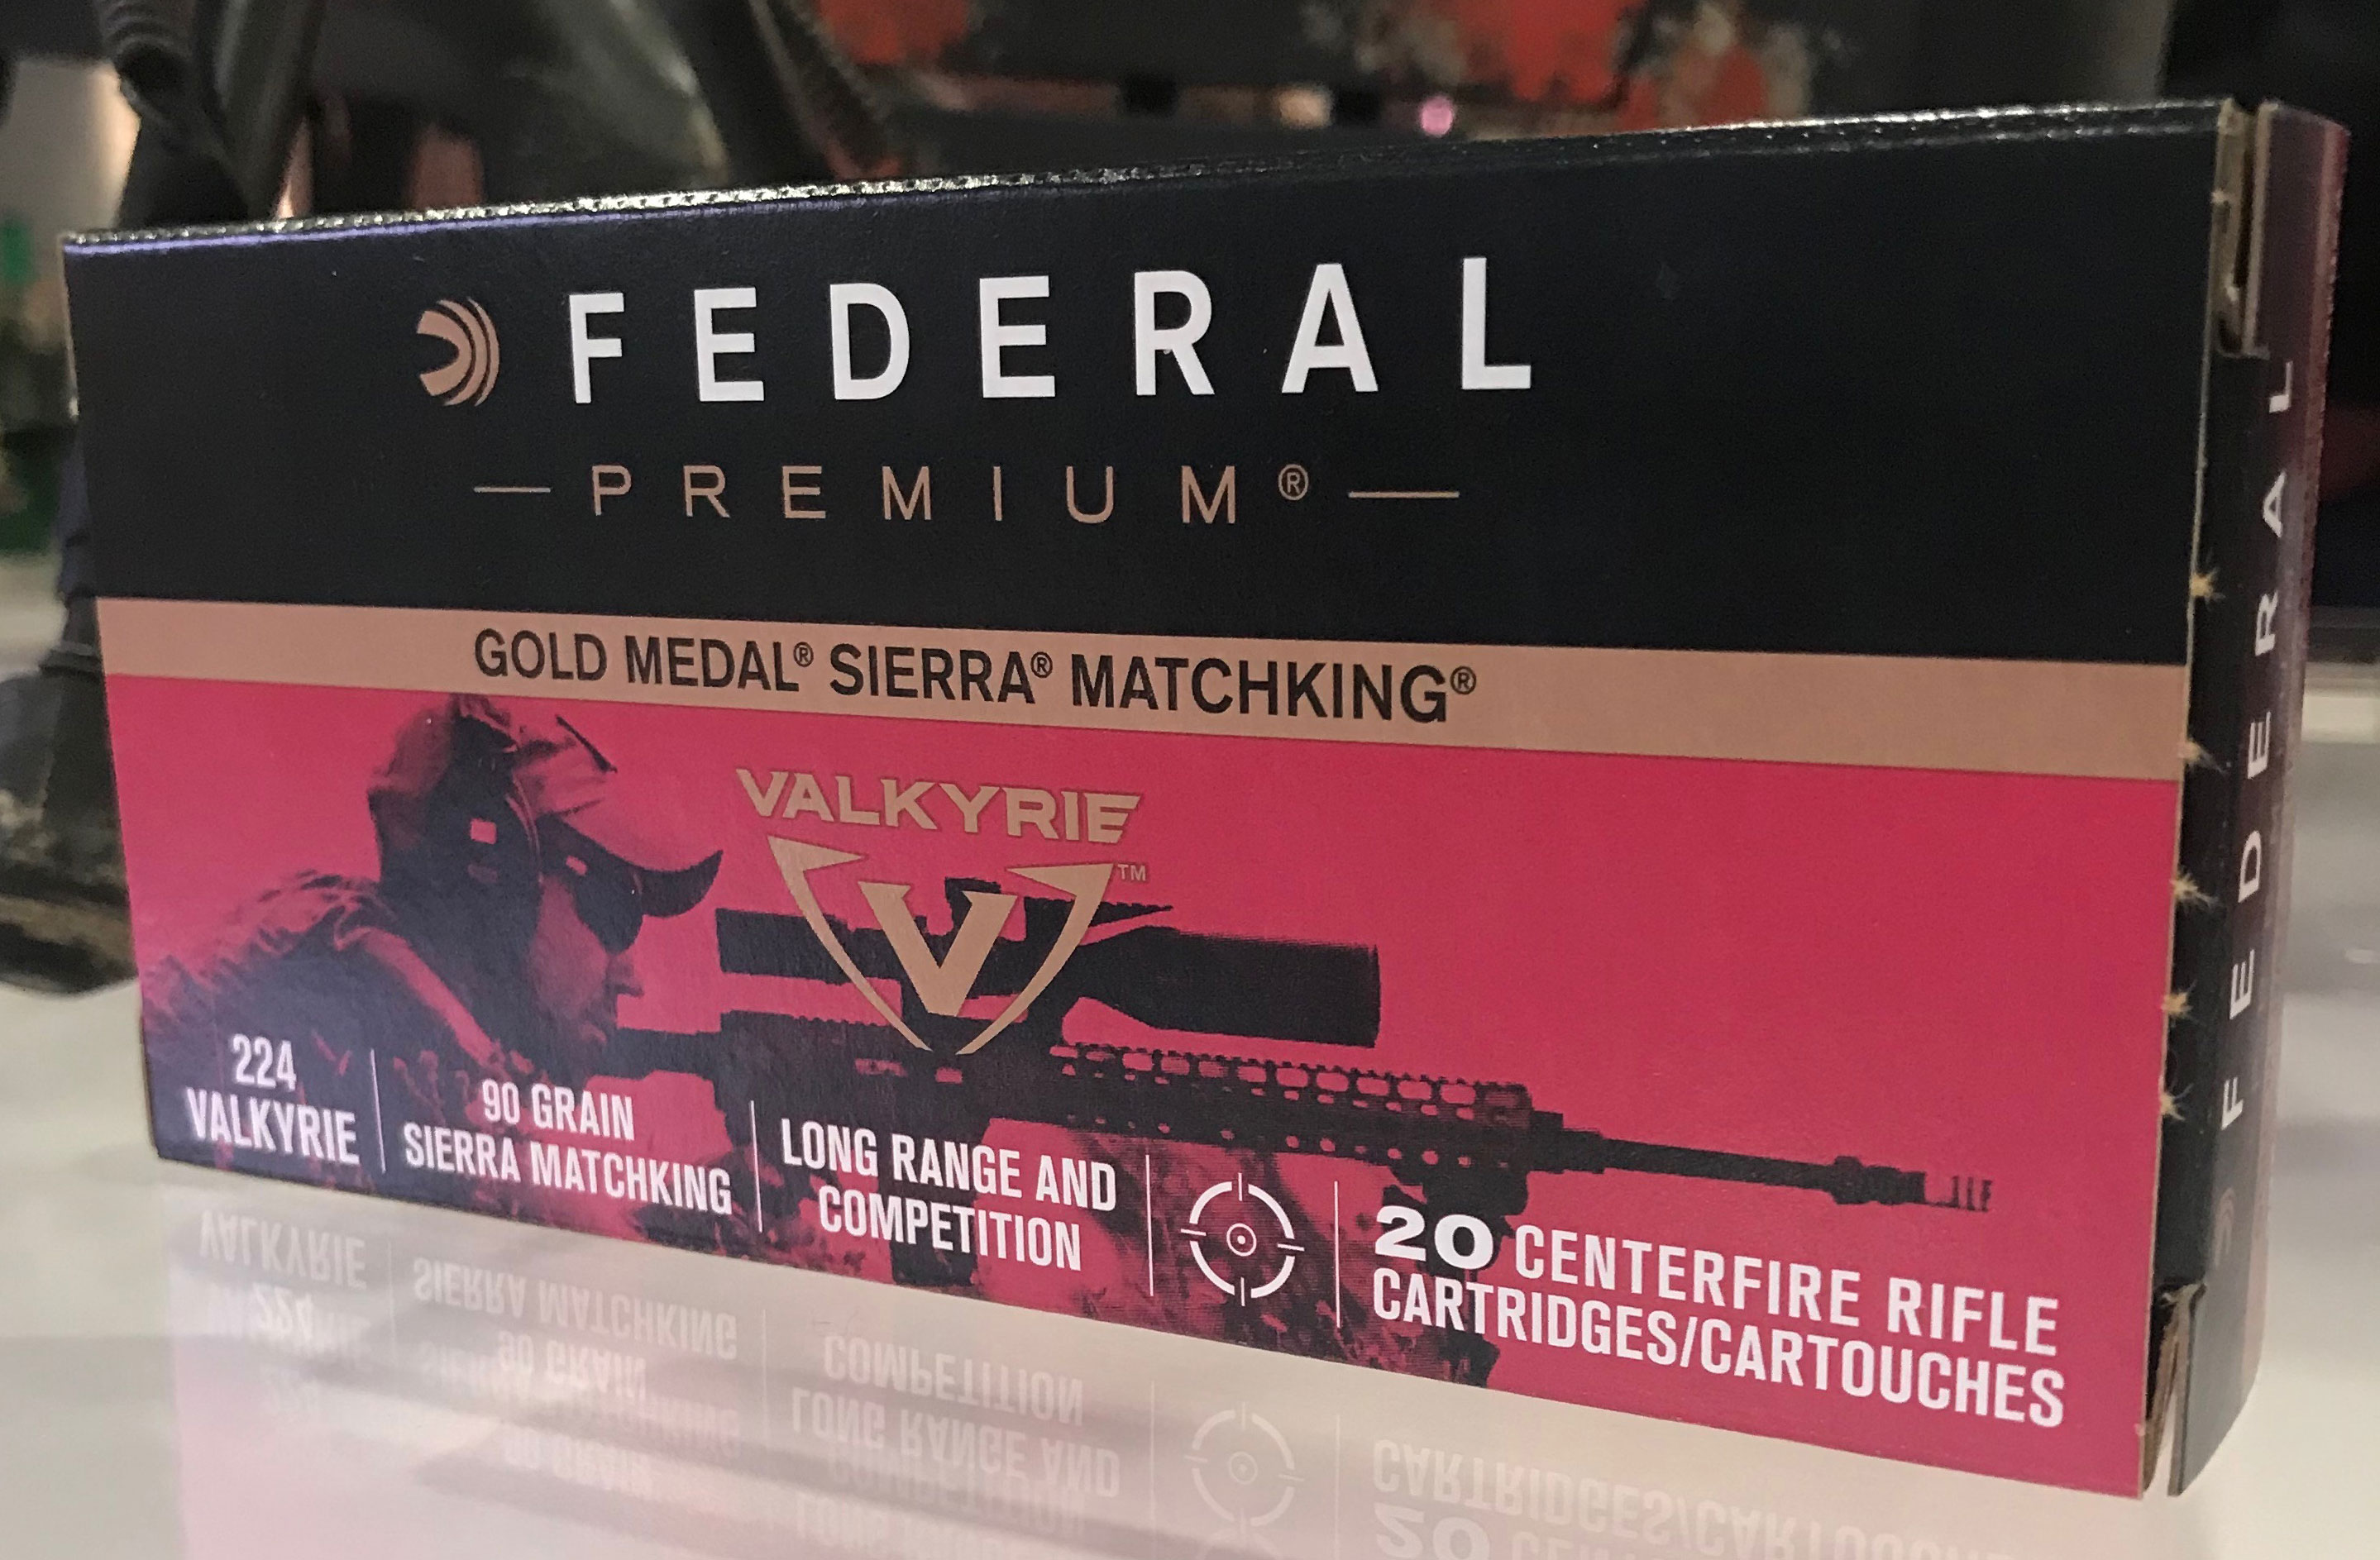 FEDERAL
PREMIUM®
GOLD MEDAL® SIERRA® MATCHKING®
VALKYRIE
V™
224
VALKYRIE
90 GRAIN
SIERRA MATCHKING
LONG RANGE AND
COMPETITION
20 CENTERFIRE RIFLE
CARTRIDGES/CARTOUCHES
FEDERAL